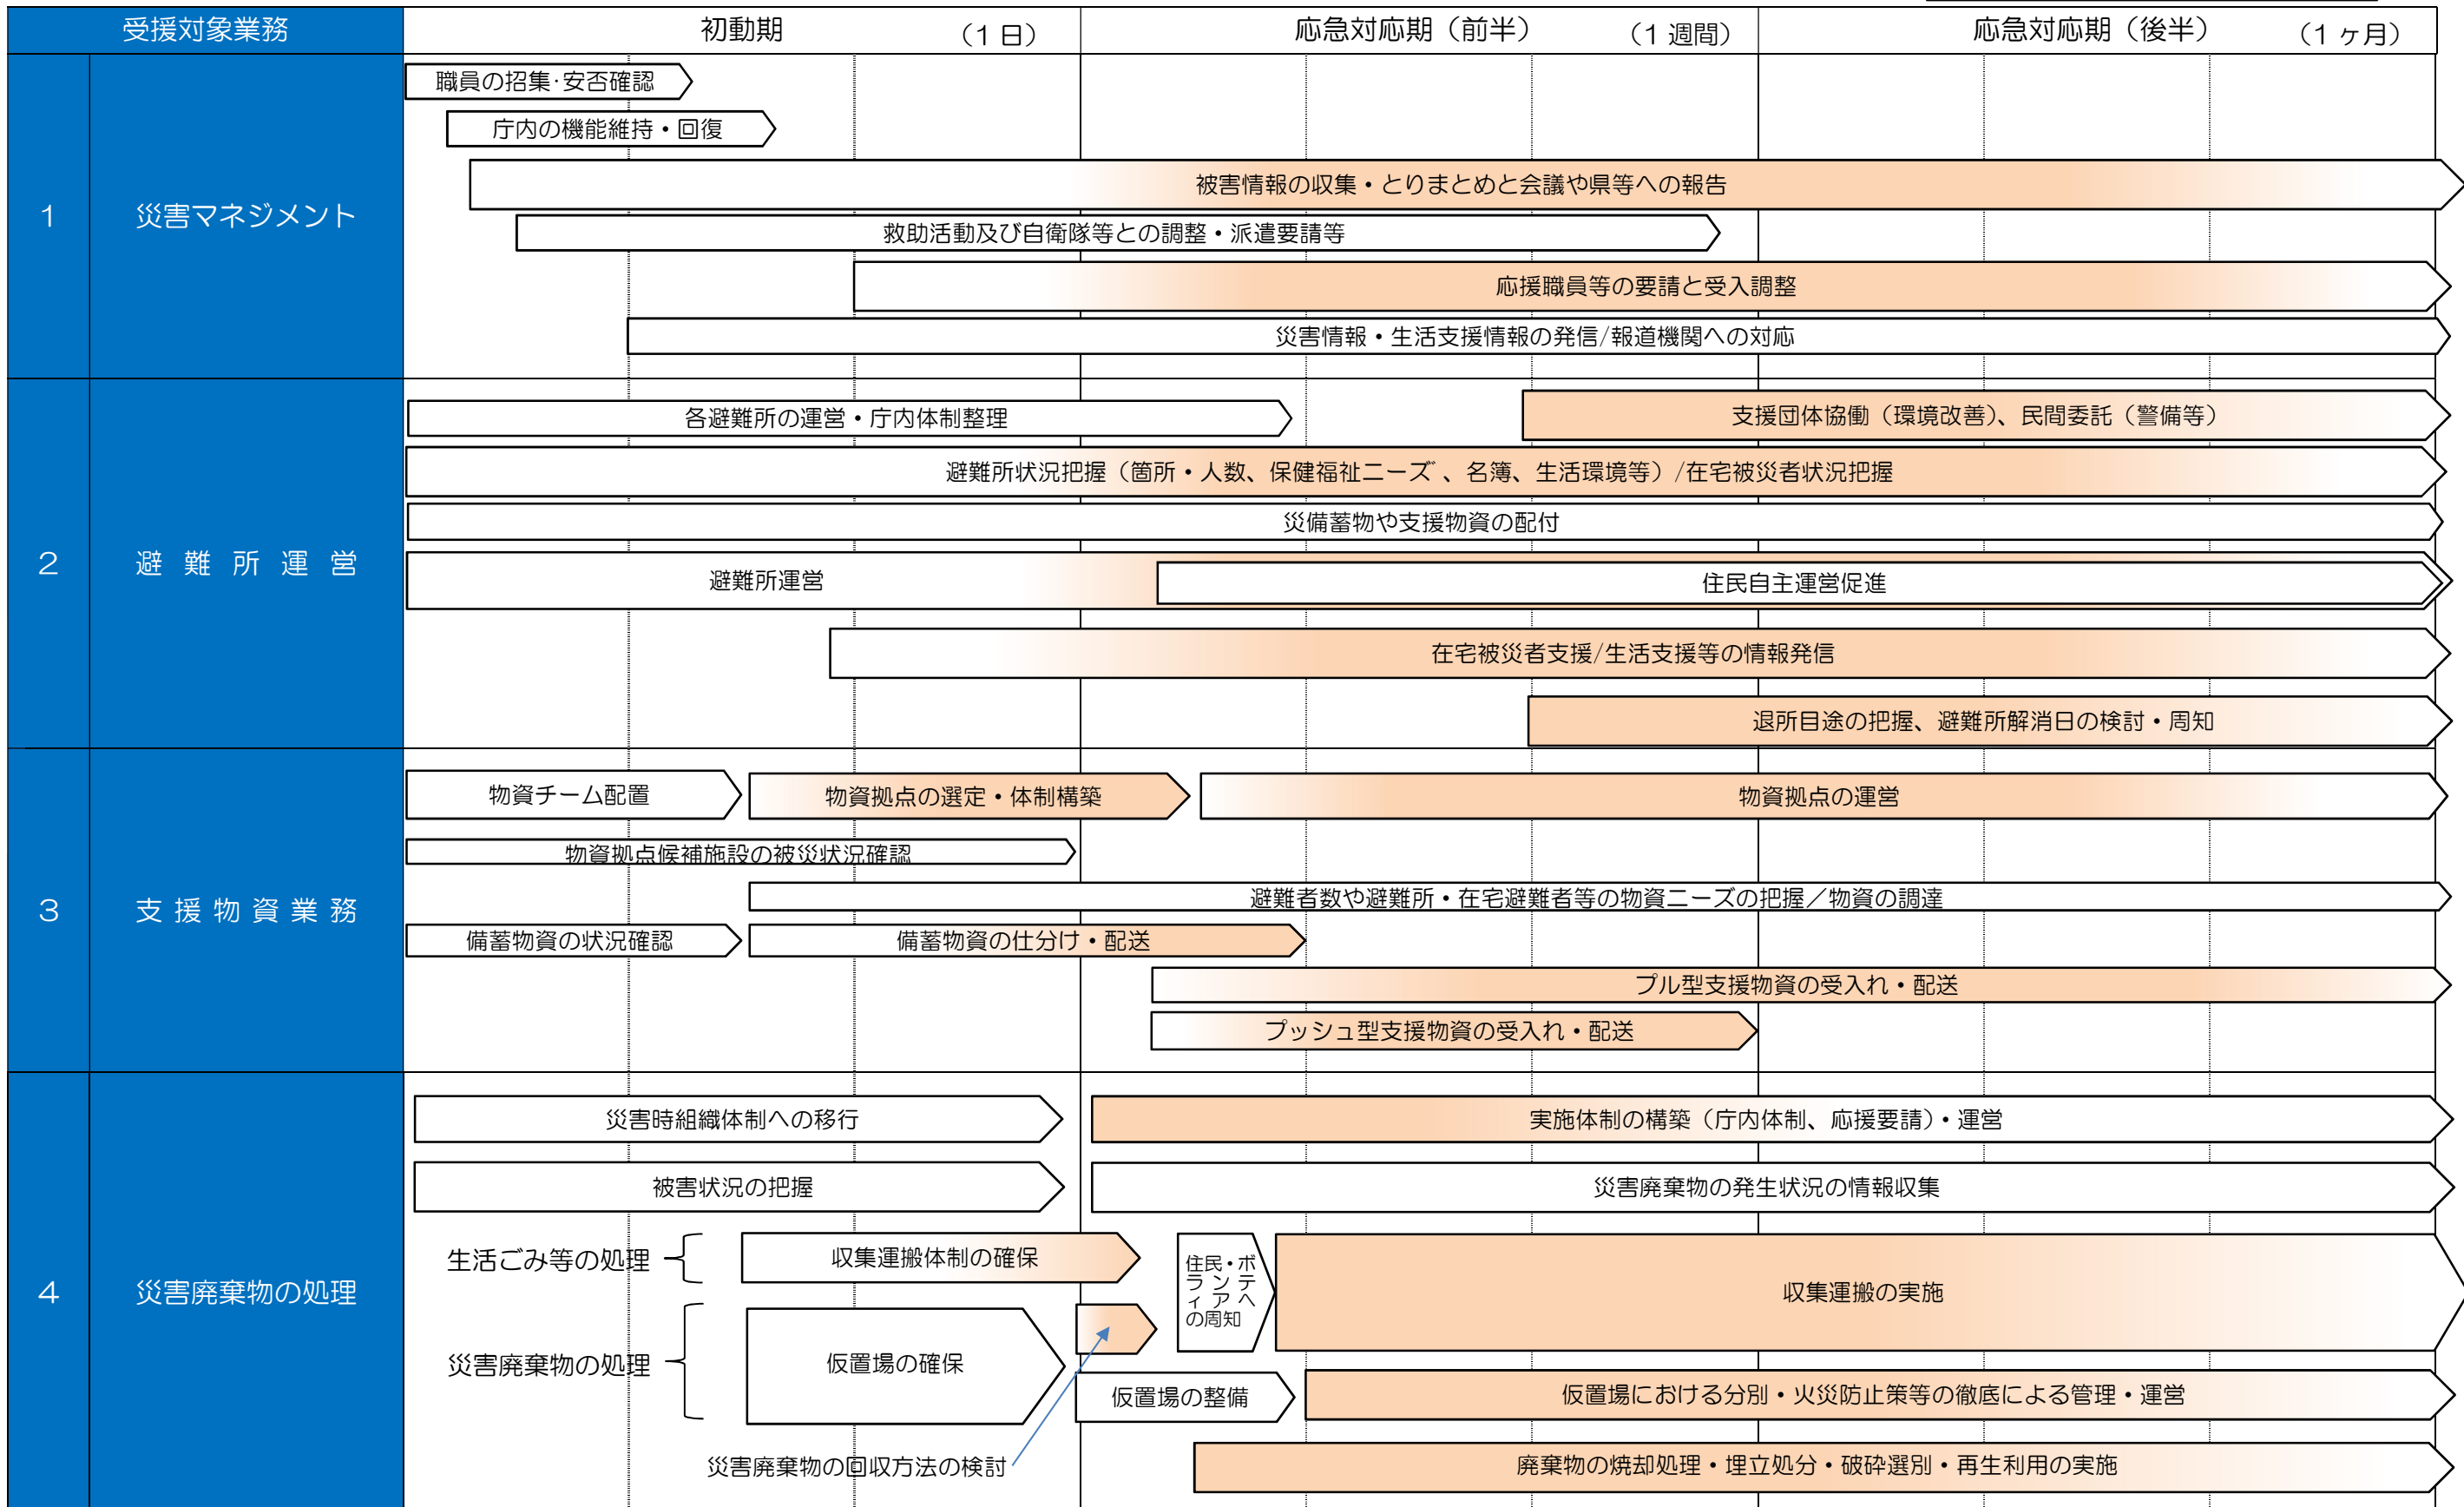 受援対象業務 初動期 （1 日） 応急対応期（前半） （1 週間） 応急対応期（後半） （1 ヶ月）
1 災害マネジメント
職員の招集･安否確認
庁内の機能維持・回復
被害情報の収集・とりまとめと会議や県等への報告
救助活動及び自衛隊等との調整・派遣要請等
応援職員等の要請と受入調整
災害情報・生活支援情報の発信/報道機関への対応
2 避難所運営
各避難所の運営・庁内体制整理
支援団体協働（環境改善）、民間委託（警備等）
避難所状況把握（箇所・人数、保健福祉ニーズ、名簿、生活環境等）/在宅被災者状況把握
災備蓄物や支援物資の配付
避難所運営
住民自主運営促進
在宅被災者支援/生活支援等の情報発信
退所目途の把握、避難所解消日の検討・周知
3 支援物資業務
物資チーム配置
物資拠点の選定・体制構築
物資拠点の運営
物資拠点候補施設の被災状況確認
避難者数や避難所・在宅避難者等の物資ニーズの把握／物資の調達
備蓄物資の状況確認
備蓄物資の仕分け・配送
プル型支援物資の受入れ・配送
プッシュ型支援物資の受入れ・配送
4 災害廃棄物の処理
災害時組織体制への移行
実施体制の構築（庁内体制、応援要請）・運営
被害状況の把握
災害廃棄物の発生状況の情報収集
生活ごみ等の処理
収集運搬体制の確保
住民・ボ
ランテ
ィアへ
の周知
収集運搬の実施
災害廃棄物の処理
仮置場の確保
仮置場の整備
仮置場における分別・火災防止策等の徹底による管理・運営
災害廃棄物の回収方法の検討
廃棄物の焼却処理・埋立処分・破砕選別・再生利用の実施